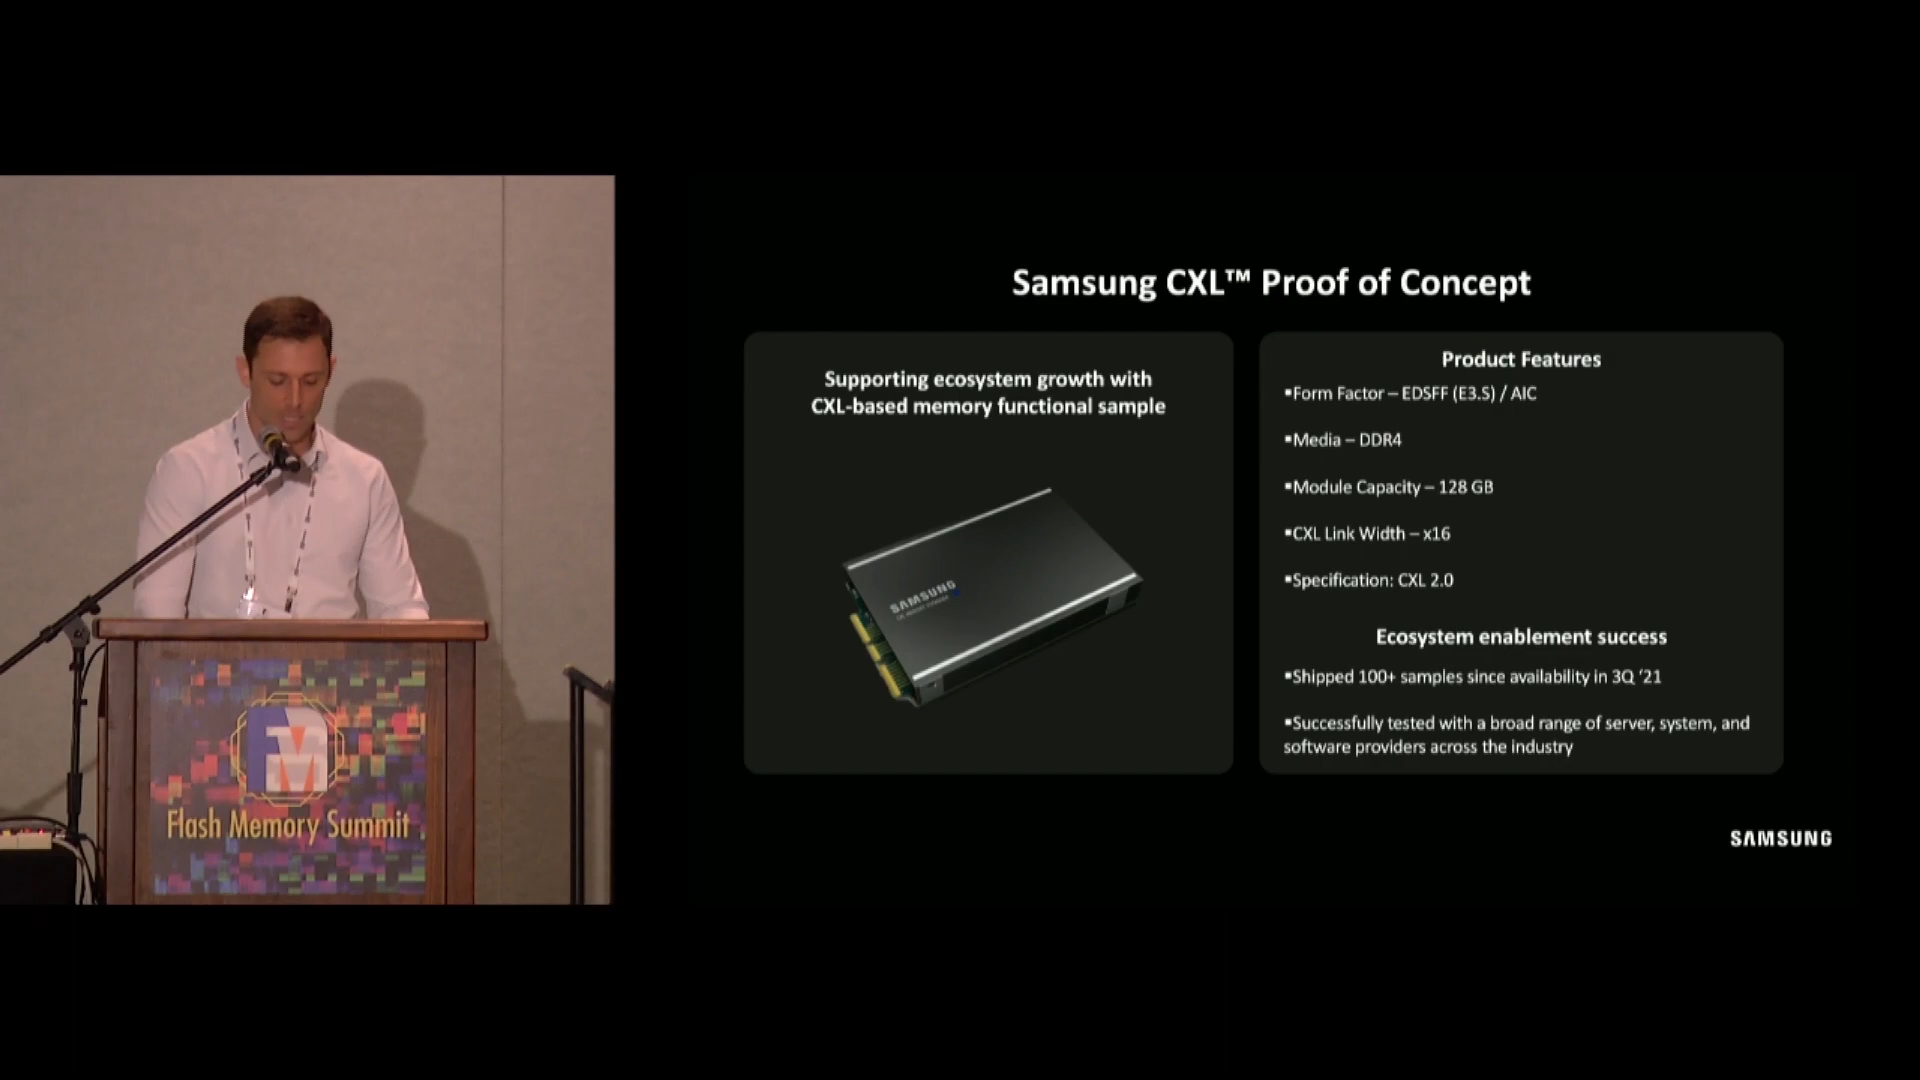 Samsung CXL™ Proof of Concept
Supporting ecosystem growth with
CXL-based memory functional sample
SAMSUNG
Product Features
▪Form Factor – EDSFF (E3.S) / AIC
▪Media – DDR4
▪Module Capacity – 128 GB
▪CXL Link Width – x16
▪Specification: CXL 2.0
Ecosystem enablement success
▪Shipped 100+ samples since availability in 3Q ‘21
▪Successfully tested with a broad range of server, system, and
software providers across the industry
SAMSUNG
FM
Flash Memory Summit